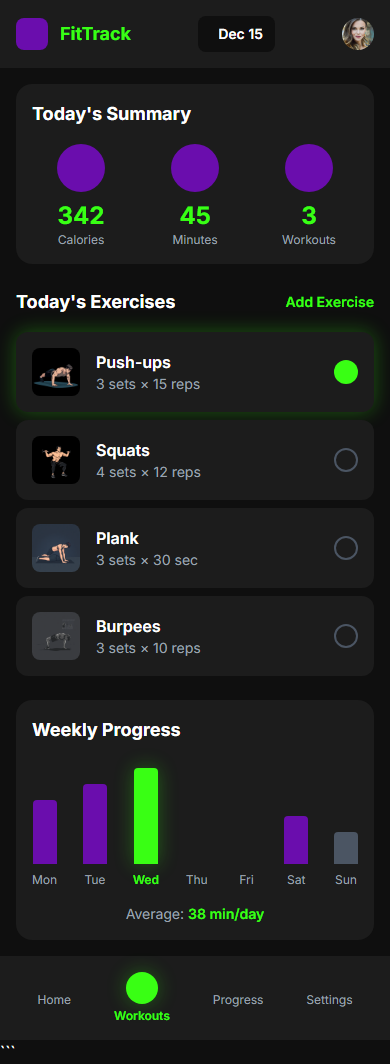 FitTrack
Dec 15
Today's Summary
342
45
3
Calories
Minutes
Workouts
Today's Exercises
Add Exercise
Push-ups
3 sets × 15 reps
Squats
4 sets × 12 reps
Plank
3 sets × 30 sec
Burpees
3 sets × 10 reps
Weekly Progress
Mon
Tue
Wed
Thu
Fri
Sat
Sun
Average: 38 min/day
Home
Workouts
Progress
Settings
```